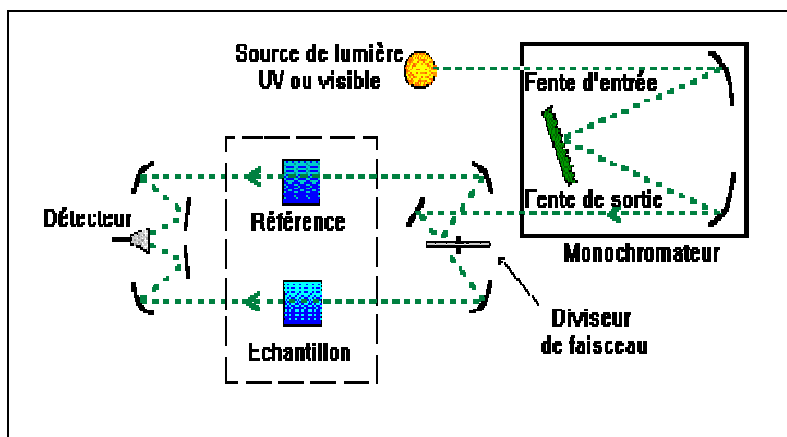 Source de lumière
UV ou visible
Fente d'entrée
Fente de sortie
Monochromateur
Détecteur
Référence
Diviseur
de faisceau
Echantillon